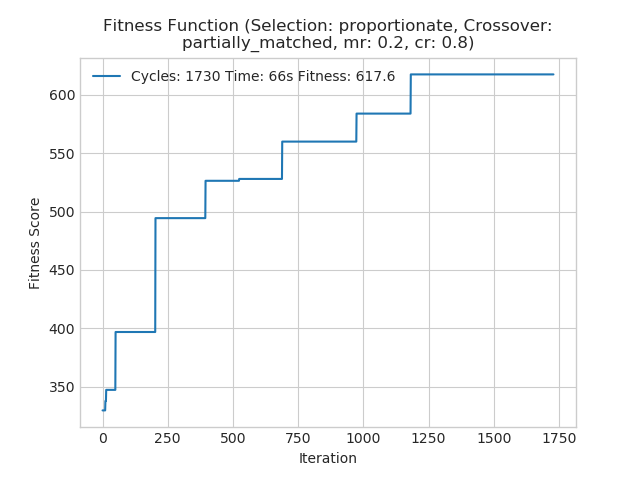 Fitness Function (Selection: proportionate, Crossover:
partially_matched, mr: 0.2, cr: 0.8)
Cycles: 1730 Time: 66s Fitness: 617.6
Fitness Score
600
550
500
450
400
350
0 250 500 750 1000 1250 1500 1750
Iteration